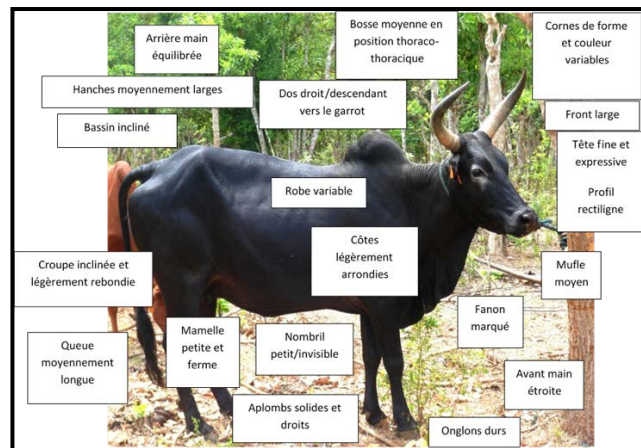 Arrière main
équilibrée
Bosse moyenne en
position thoraco-
thoracique
Cornes de forme
et couleur
variables
Hanches moyennement larges
Dos droit/descendant
vers le garrot
Front large
Bassin incliné
Tête fine et
expressive
Profil
rectiligne
Robe variable
Côtes
légèrement
arrondies
Croupe inclinée et
légèrement rebondie
Mufle
moyen
Fanon
marqué
Queue
moyennement
longue
Mamelle
petite et
ferme
Nombril
petit/invisible
Avant main
étroite
Aplombs solides et
droits
Onglons durs